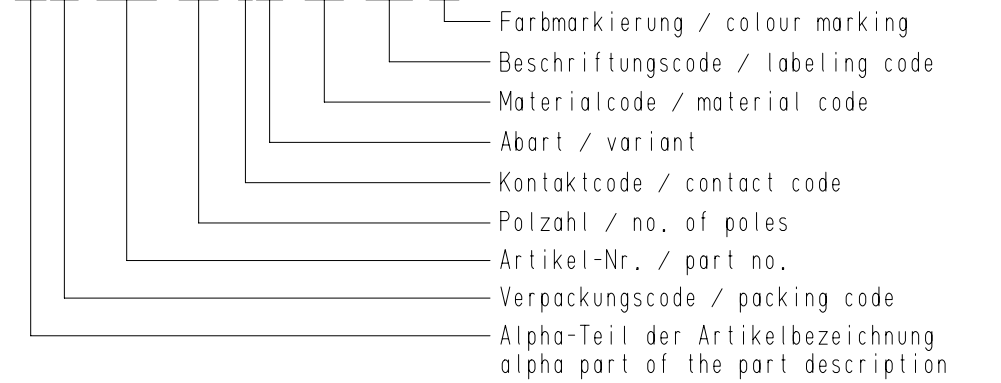 Farbmarkierung / colour marking
Beschriftungscode / labeling code
Materialcode / material code
Abart / variant
Kontaktcode / contact code
Polzahl / no. of poles
Artikel-Nr. / part no.
Verpackungscode / packing code
Alpha-Teil der Artikelbezeichnung
alpha part of the part description